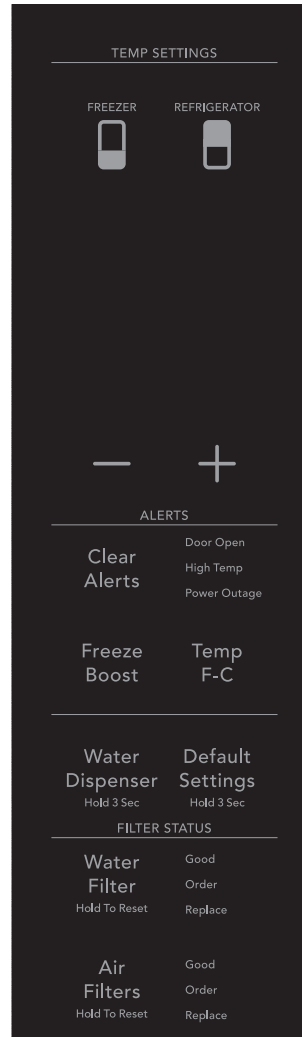 TEMP SETTINGS
FREEZER REFRIGERATOR
− +
ALERTS
Clear
Alerts
Door Open
High Temp
Power Outage
Freeze
Boost
Temp
F-C
Water
Dispenser
Hold 3 Sec
Default
Settings
Hold 3 Sec
FILTER STATUS
Water
Filter
Hold To Reset
Good
Order
Replace
Air
Filters
Hold To Reset
Good
Order
Replace